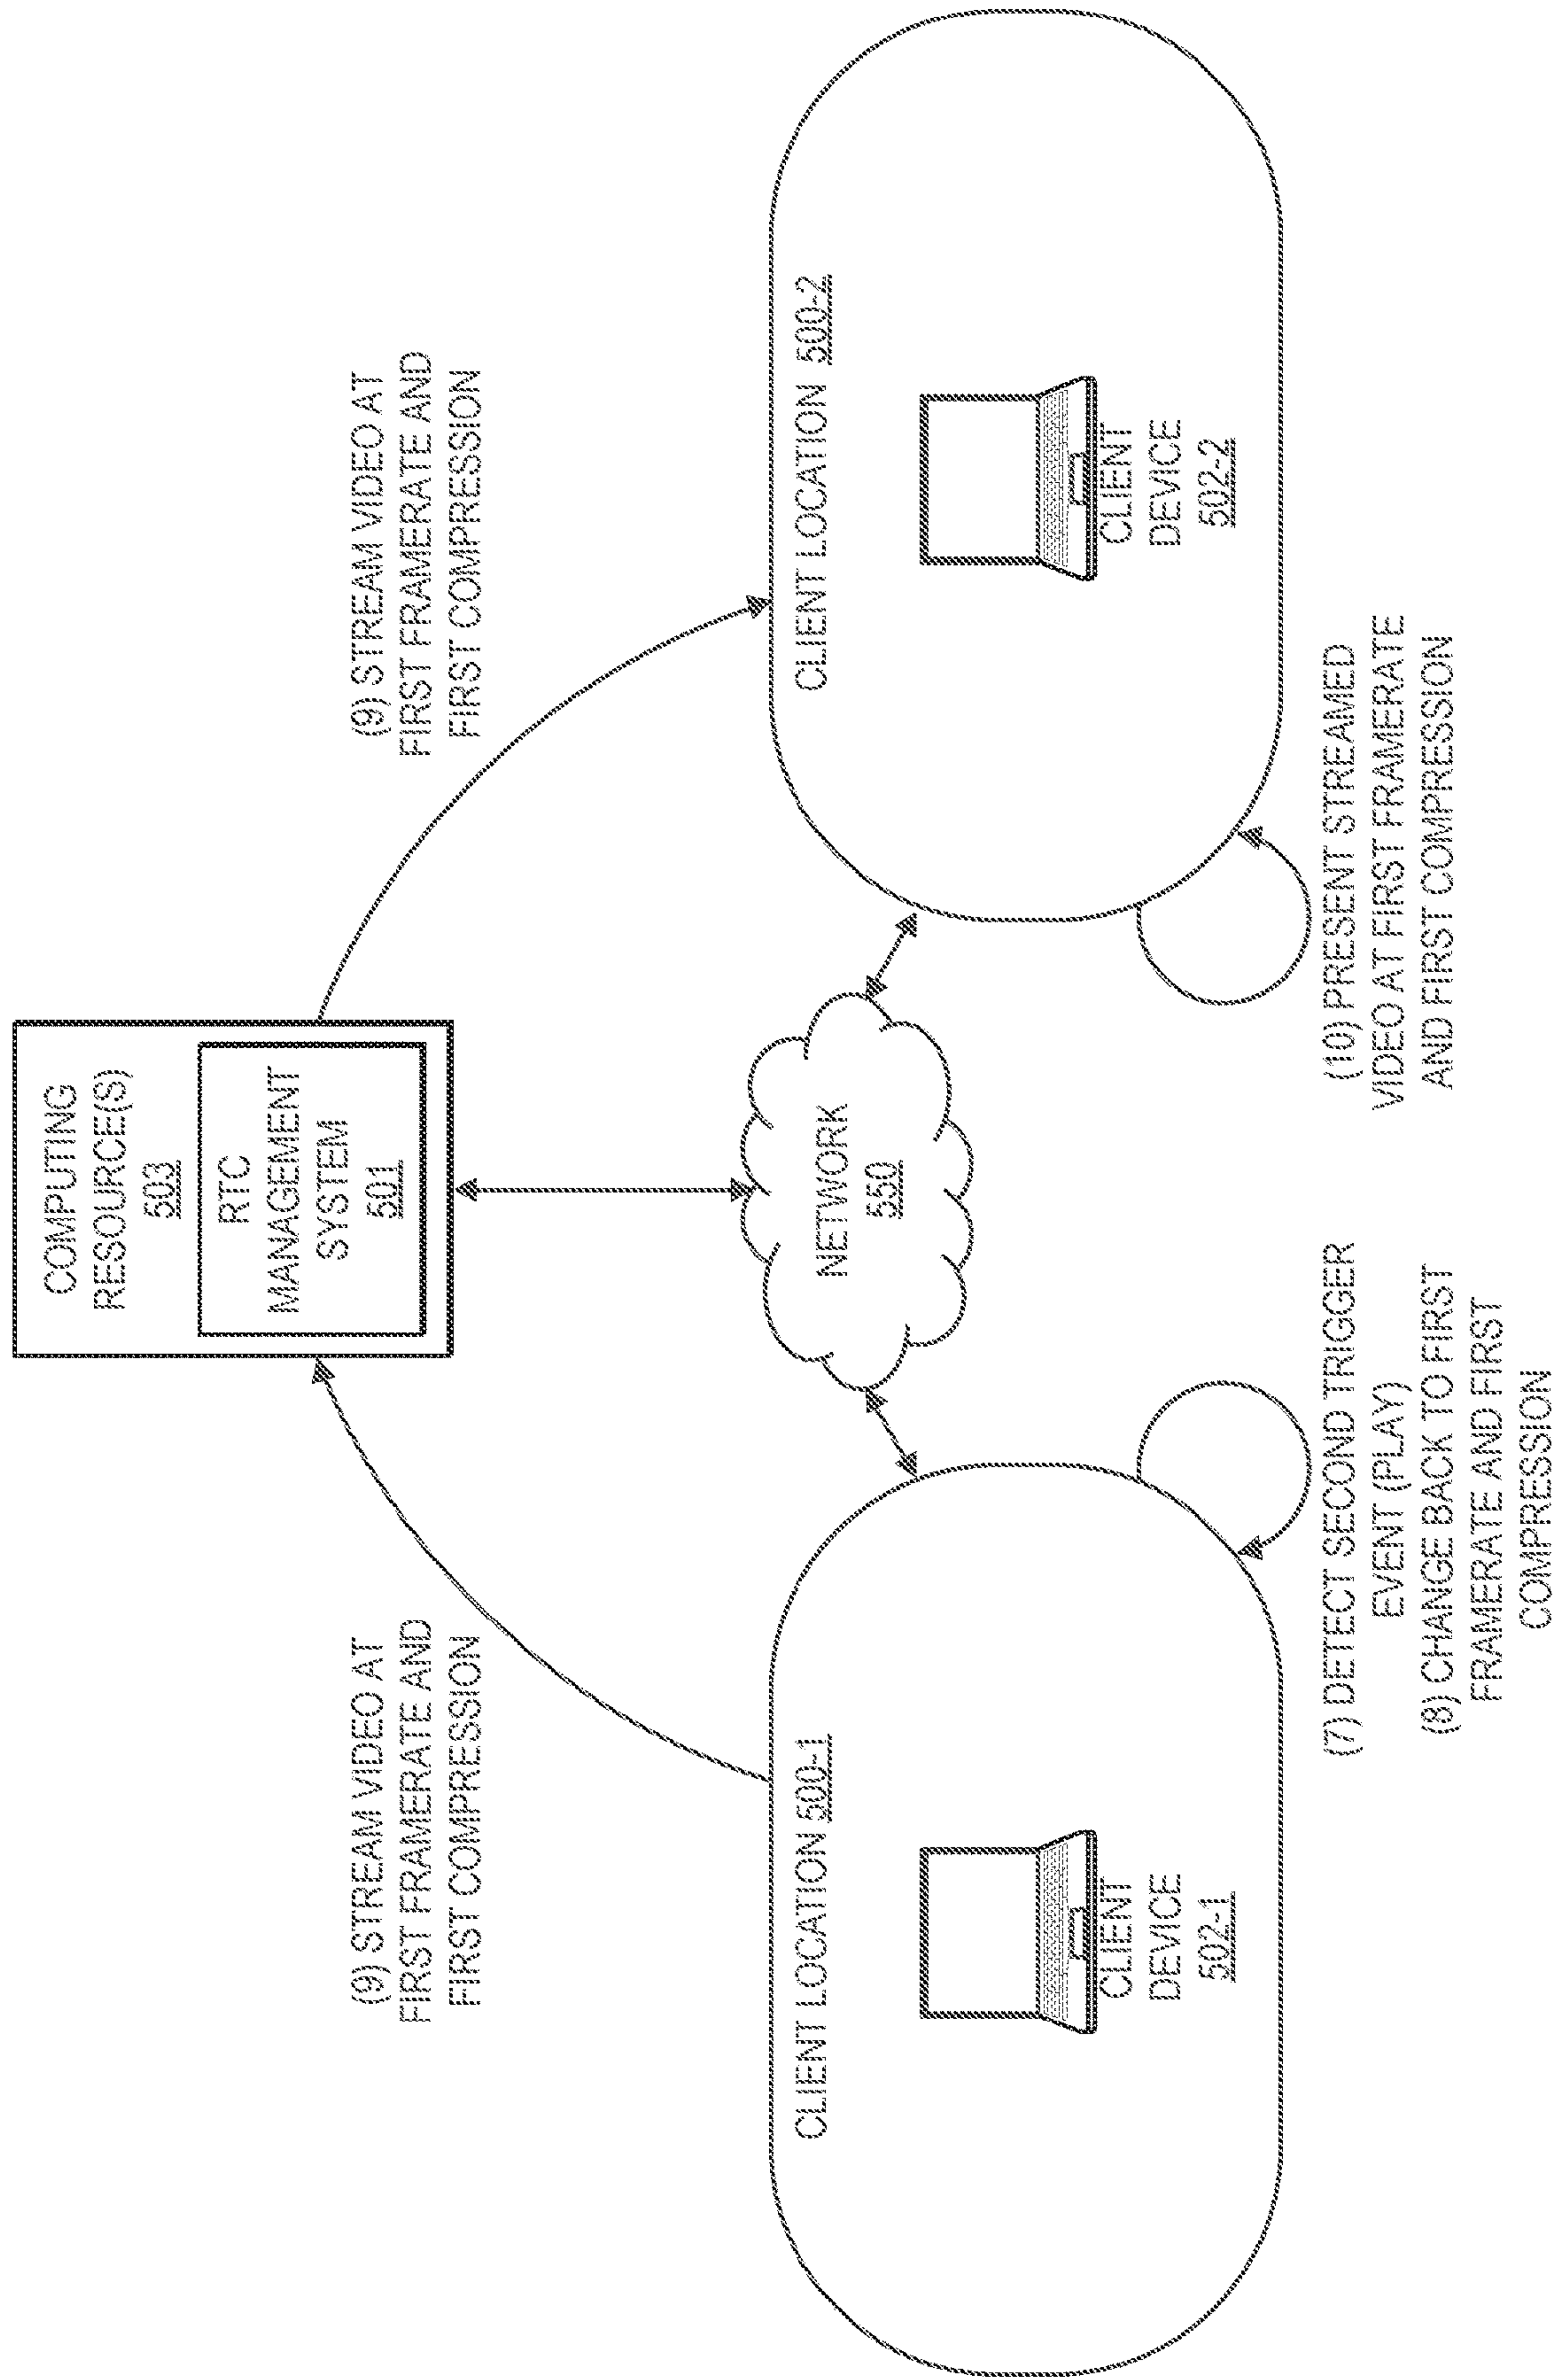 COMPUTING
RESOURCE(S)
503
RTC
MANAGEMENT
SYSTEM
501
(9) STREAM VIDEO AT
FIRST FRAMERATE AND
FIRST COMPRESSION
(9) STREAM VIDEO AT
FIRST FRAMERATE AND
FIRST COMPRESSION
NETWORK
550
CLIENT LOCATION 500-1
CLIENT
DEVICE
502-1
CLIENT LOCATION 500-2
CLIENT
DEVICE
502-2
(7) DETECT SECOND TRIGGER
EVENT (PLAY)
(8) CHANGE BACK TO FIRST
FRAMERATE AND FIRST
COMPRESSION
(10) PRESENT STREAMED
VIDEO AT FIRST FRAMERATE
AND FIRST COMPRESSION